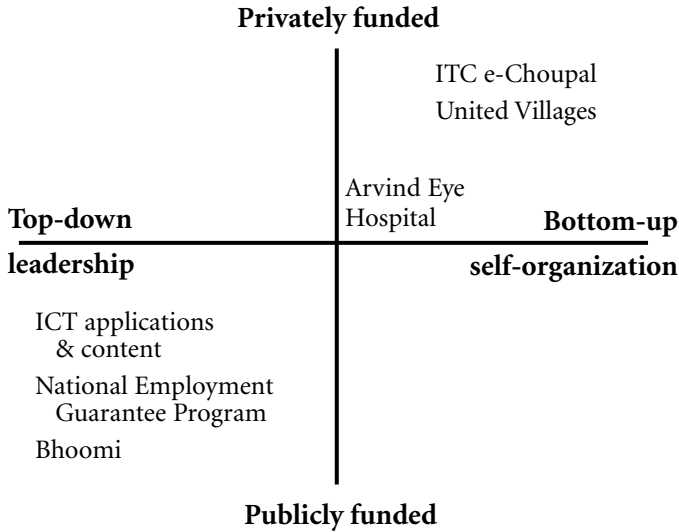 Privately funded
ITC e-Choupal
United Villages
Arvind Eye
Hospital
Top-down
Bottom-up
leadership
self-organization
ICT applications
& content
National Employment
Guarantee Program
Bhoomi
Publicly funded